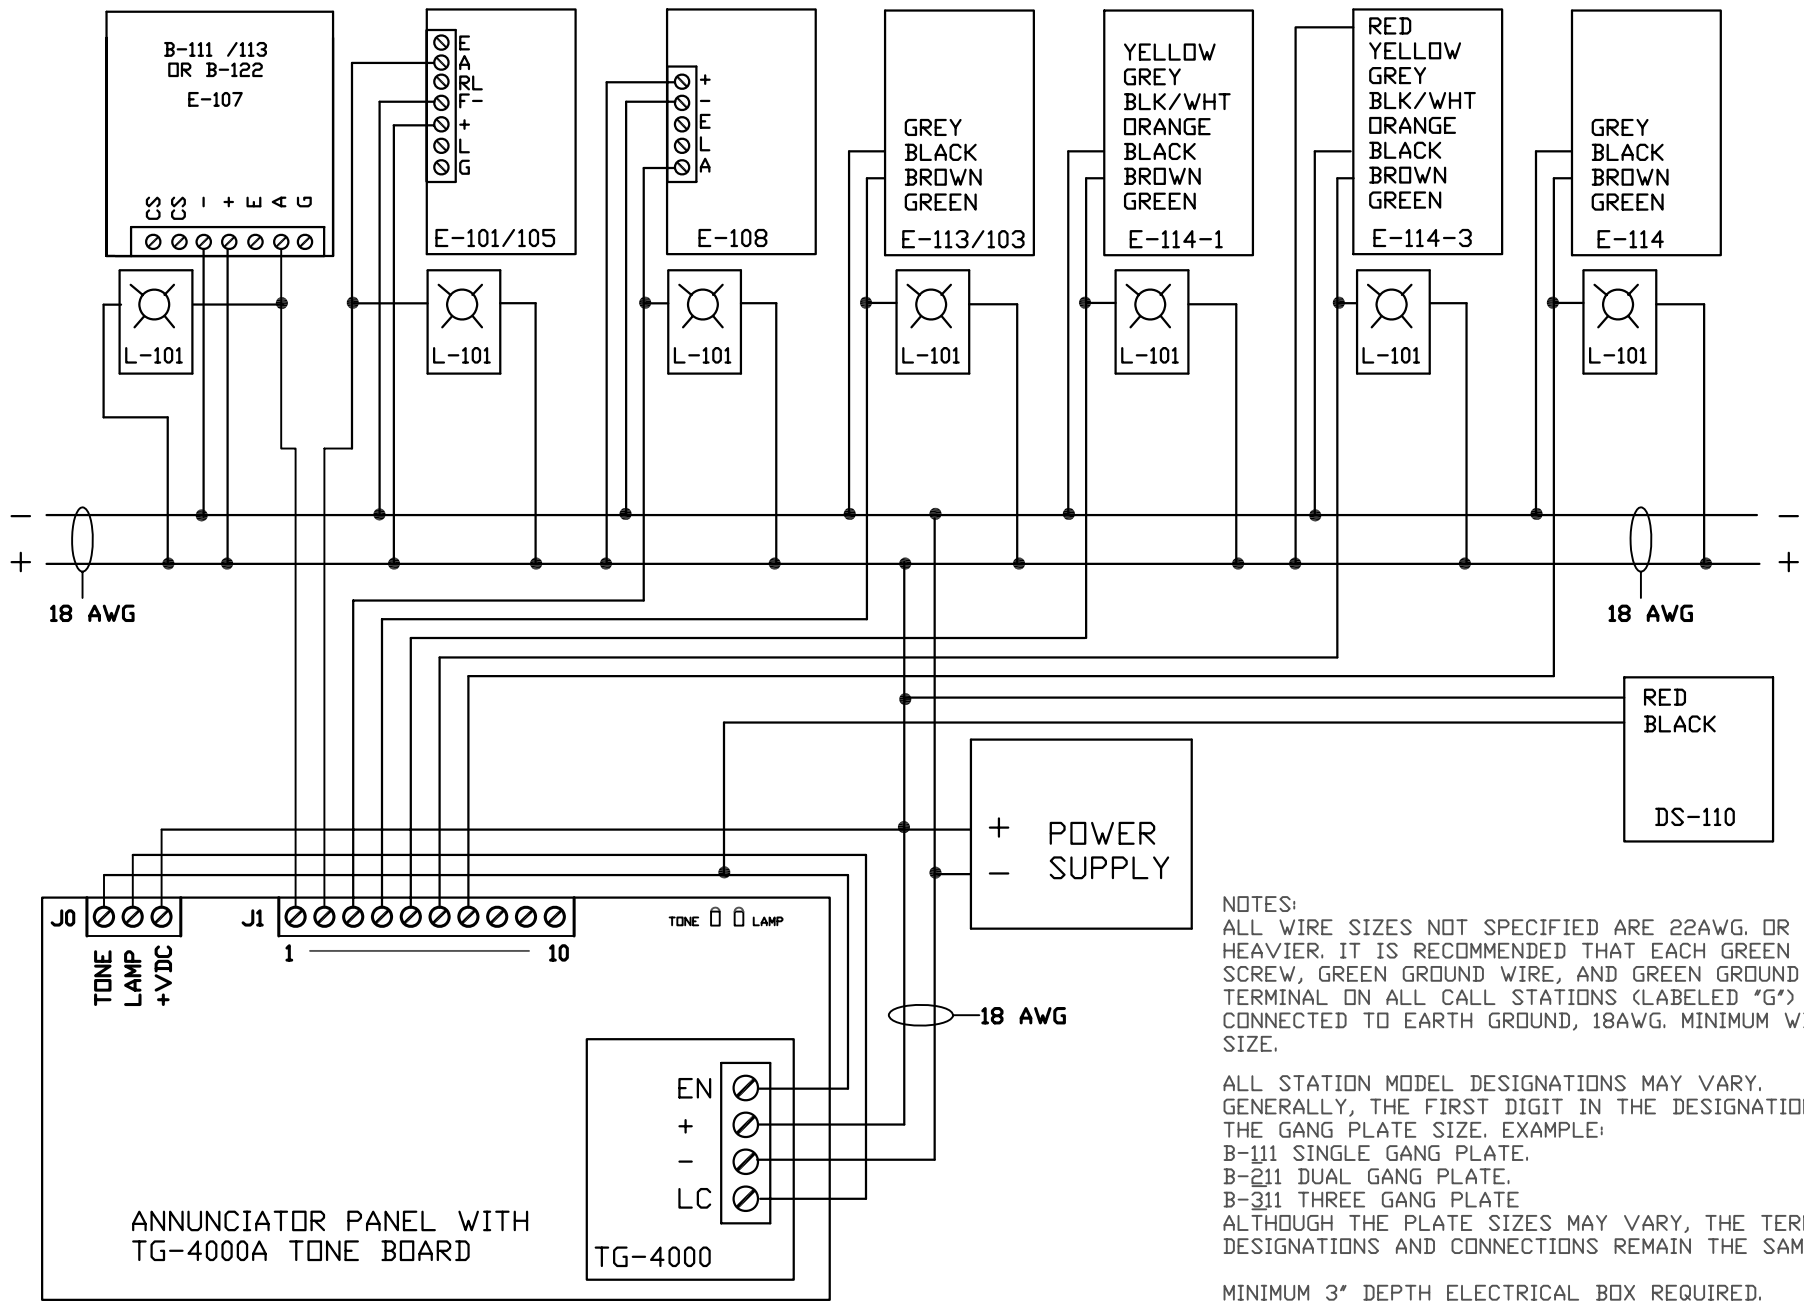 B-111 /113
OR B-122
E-107
CS CS - + E A G
L-101
E
A
RL
F-
+
L
G
E-101/105
L-101
+
-
E
L
A
E-108
L-101
GREY
BLACK
BROWN
GREEN
E-113/103
L-101
YELLOW
GREY
BLK/WHT
ORANGE
BLACK
BROWN
GREEN
E-114-1
L-101
RED
YELLOW
GREY
BLK/WHT
ORANGE
BLACK
BROWN
GREEN
E-114-3
L-101
GREY
BLACK
BROWN
GREEN
E-114
L-101
- -
+ +
18 AWG
18 AWG
RED
BLACK
DS-110
+ POWER
- SUPPLY
J0
TONE
LAMP
+VDC
J1
1 10
TONE LAMP
18 AWG
EN
+
-
LC
TG-4000
ANNUNCIATOR PANEL WITH
TG-4000A TONE BOARD
NOTES:
ALL WIRE SIZES NOT SPECIFIED ARE 22AWG. OR
HEAVIER. IT IS RECOMMENDED THAT EACH GREEN
SCREW, GREEN GROUND WIRE, AND GREEN GROUND
TERMINAL ON ALL CALL STATIONS (LABELED "G")
CONNECTED TO EARTH GROUND, 18AWG. MINIMUM
SIZE.
ALL STATION MODEL DESIGNATIONS MAY VARY.
GENERALLY, THE FIRST DIGIT IN THE
THE GANG PLATE SIZE. EXAMPLE:
B-111 SINGLE GANG PLATE.
B-211 DUAL GANG PLATE.
B-311 THREE GANG PLATE
ALTHOUGH THE PLATE SIZES MAY VARY, THE
DESIGNATIONS AND CONNECTIONS REMAIN THE
MINIMUM 3" DEPTH ELECTRICAL BOX REQUIRED.